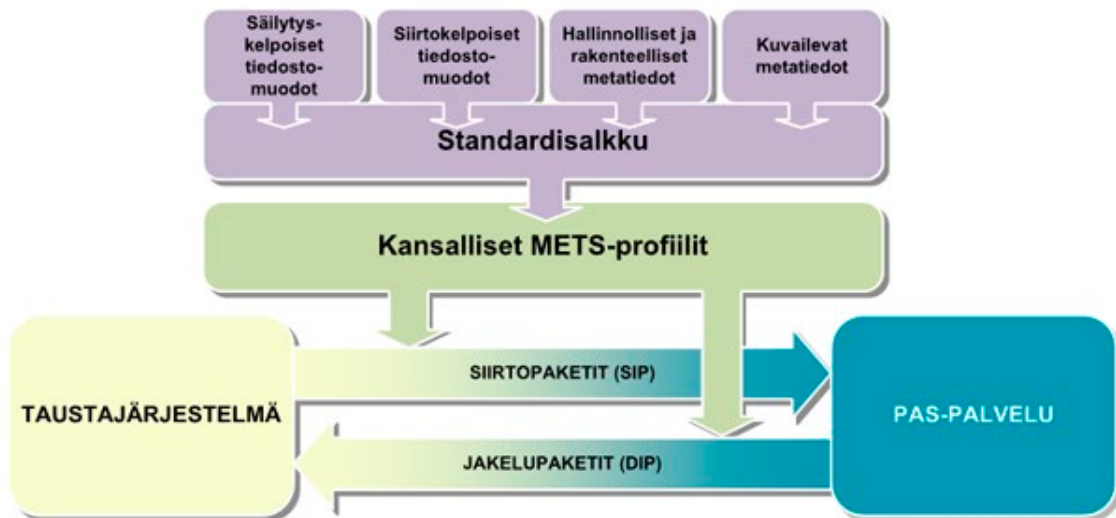 Säilytys-
kelpoiset
tiedosto-
muodot
Siirtokelpoiset
tiedosto-
muodot
Hallinnolliset ja
rakenteelliset
metatiedot
Kuvailevat
metatiedot
Standardisalkku
Kansalliset METS-profiilit
TAUSTAJÄRJESTELMÄ
SIIRTOPAKETIT (SIP)
PAS-PALVELU
JAKELUPAKETIT (DIP)